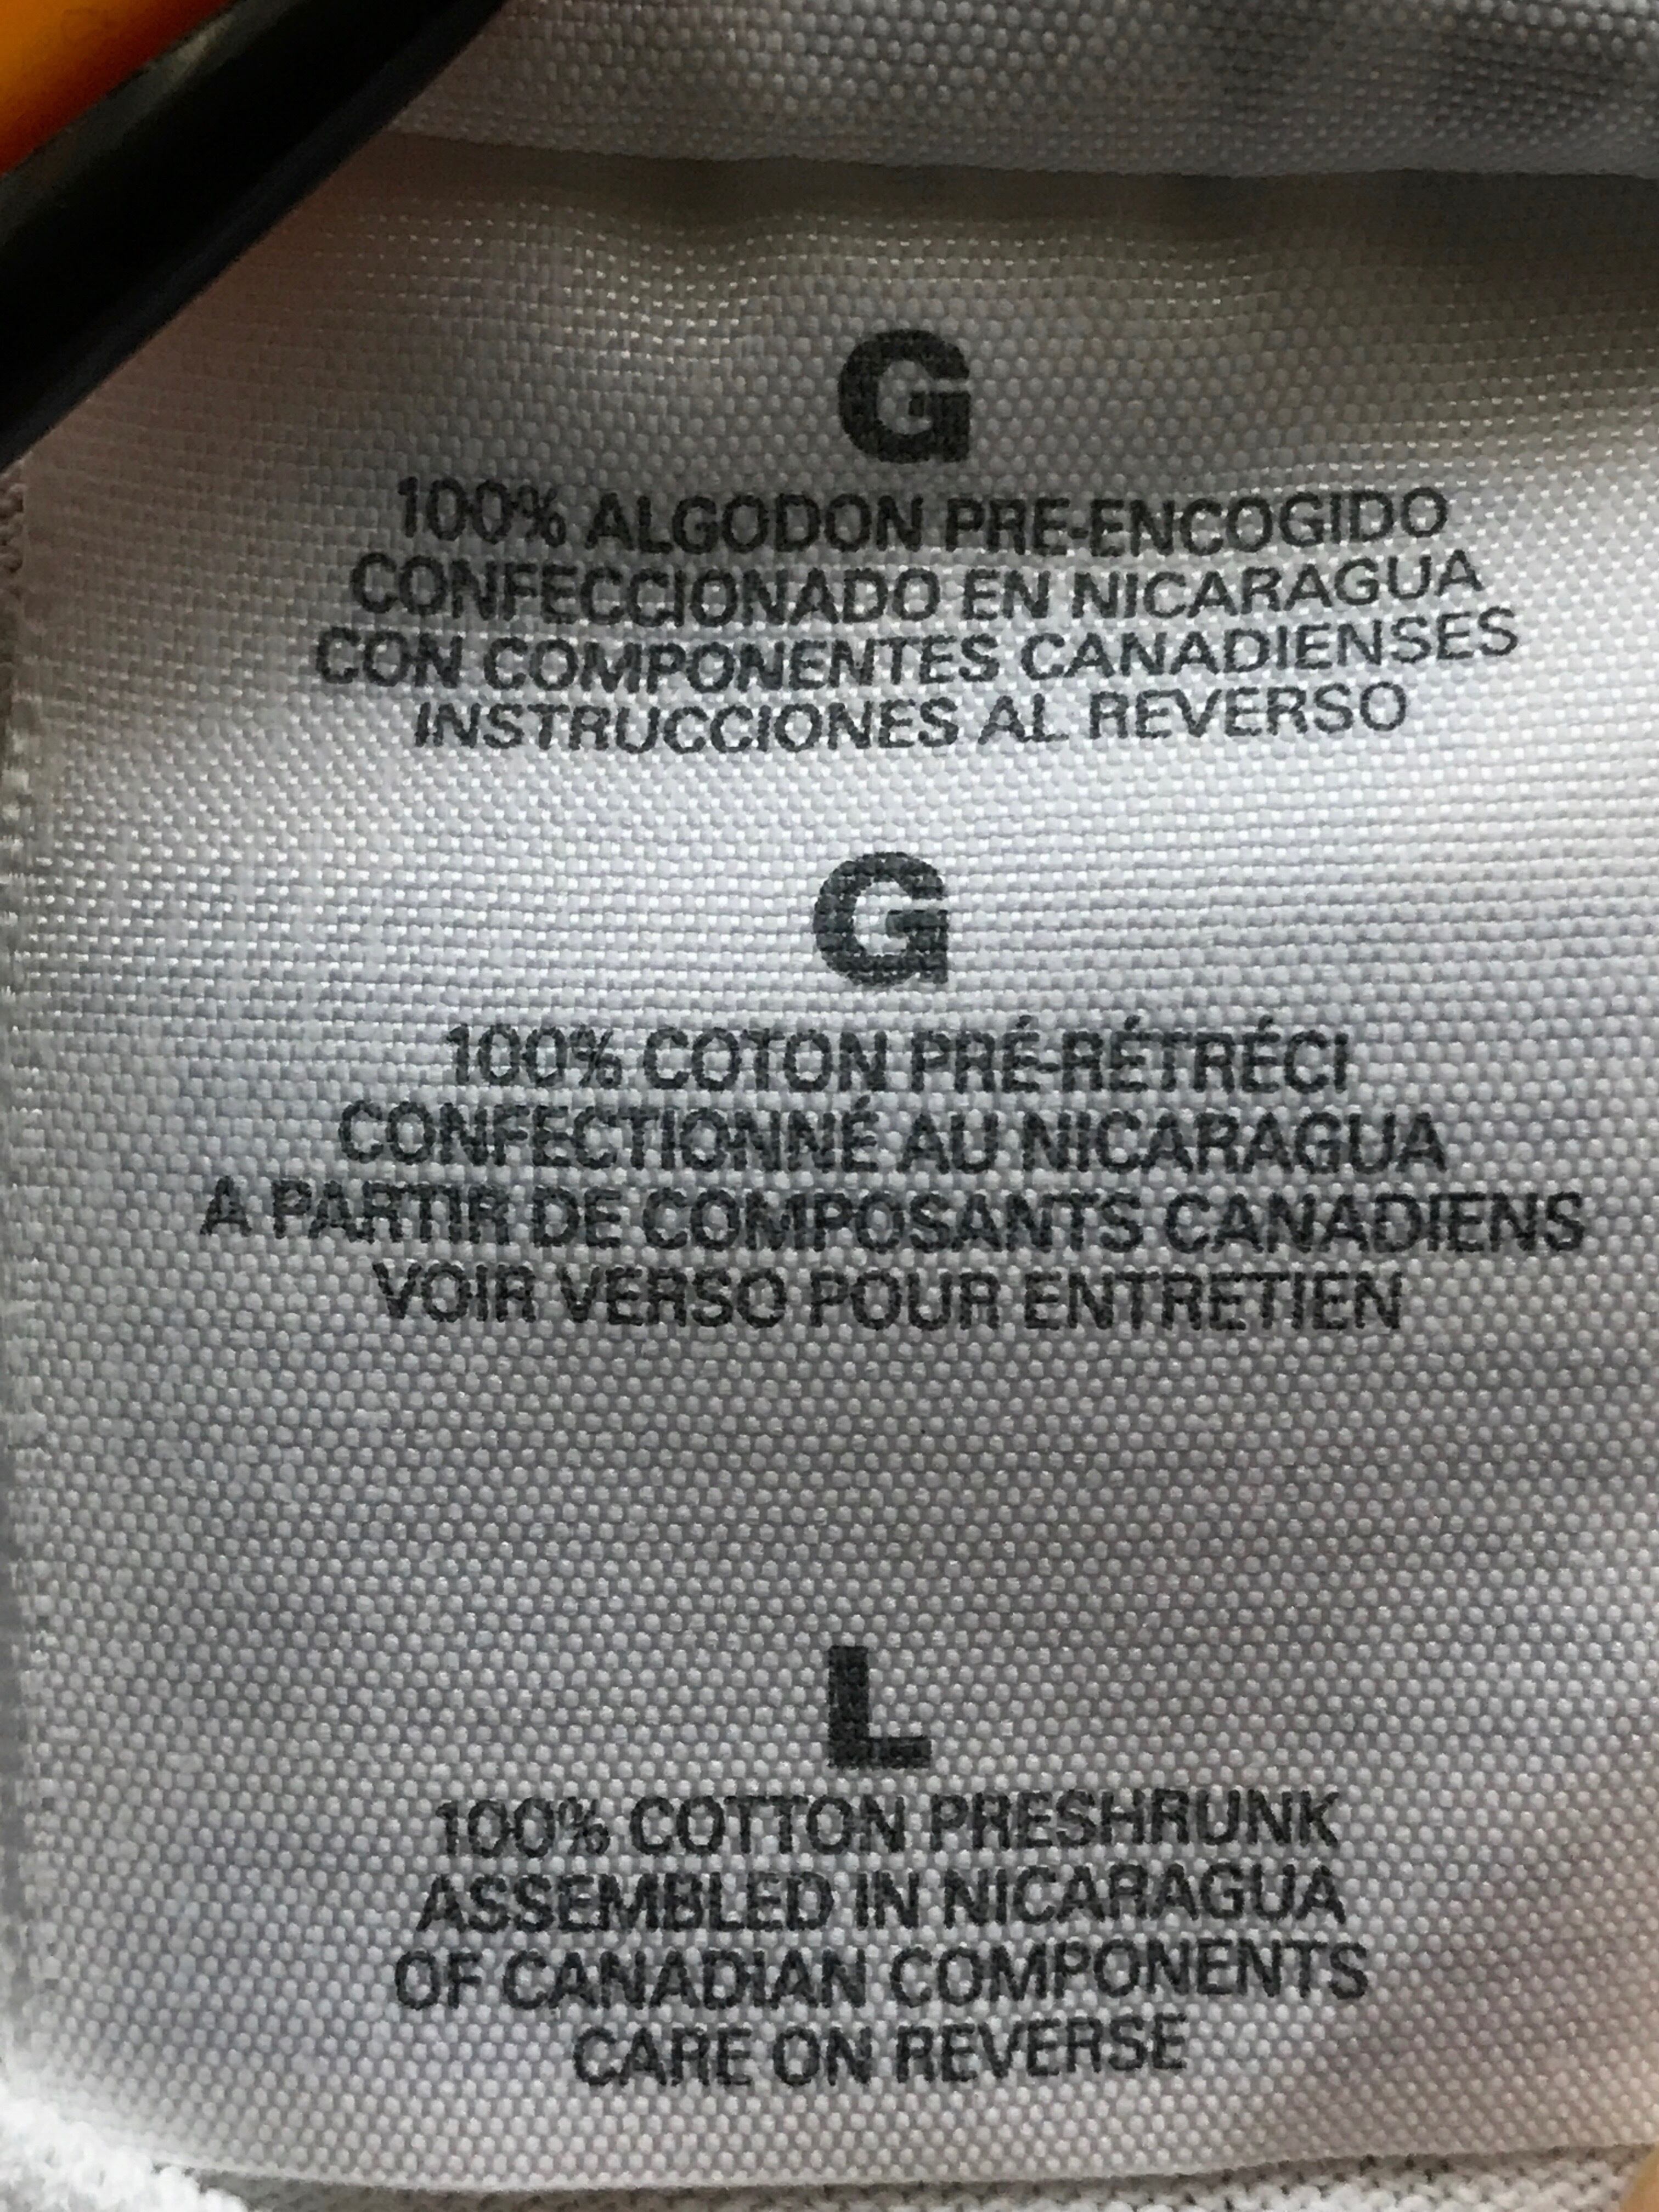 G
100% ALGODON PRE-ENCOGIDO
CONFECCIONADO EN NICARAGUA
CON COMPONENTES CANADIENSES
INSTRUCCIONES AL REVERSO
G
100% COTON PRÉ-RÉTRÉCI
CONFECTIONNÉ AU NICARAGUA
A PARTIR DE COMPOSANTS CANADIENS
VOIR VERSO POUR ENTRETIEN
L
100% COTTON PRESHRUNK
ASSEMBLED IN NICARAGUA
OF CANADIAN COMPONENTS
CARE ON REVERSE